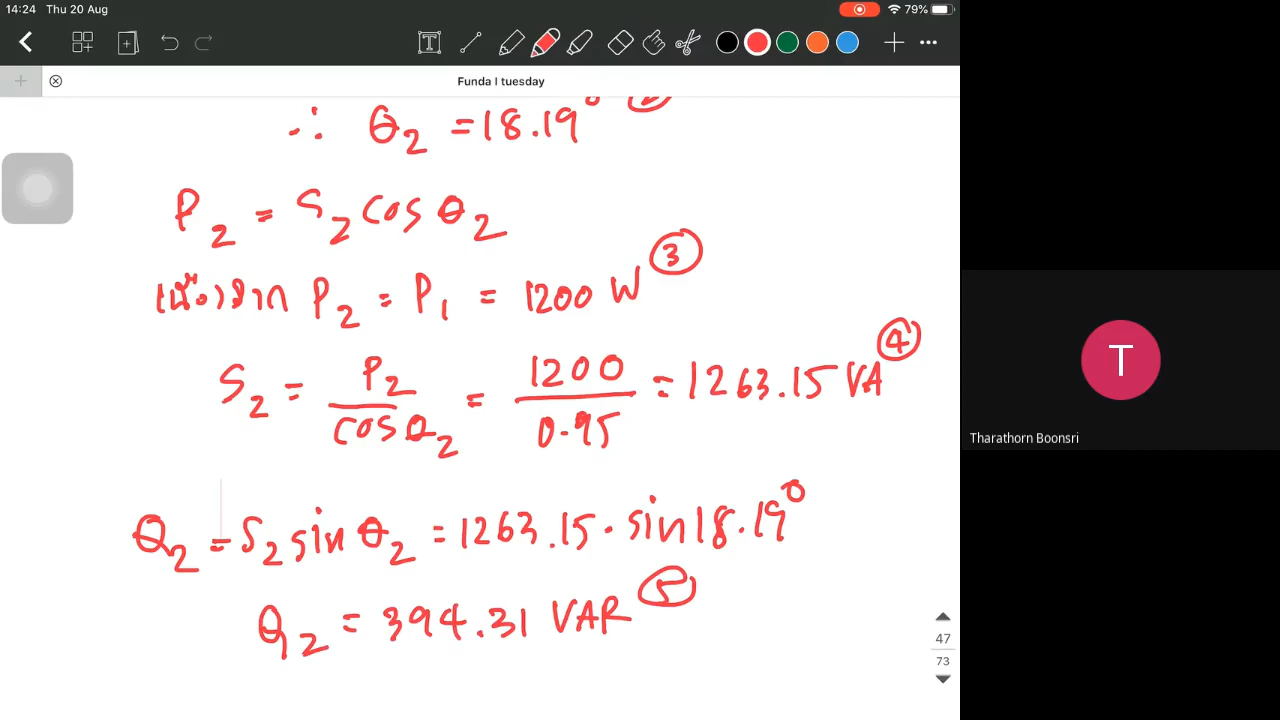 14:24 Thu 20 Aug
79%
Funda I tuesday
∴ θ₂ = 18.19°
P₂ = S₂ cos θ₂
เนื่องจาก P₂ = P₁ = 1200 W ③
S₂ = P₂ / cos θ₂ = 1200 / 0.95 = 1263.15 VA ④
Q₂ = S₂ sin θ₂ = 1263.15 · sin 18.19°
Q₂ = 394.31 VAR ⑤
47
73
T
Tharathorn Boonsri